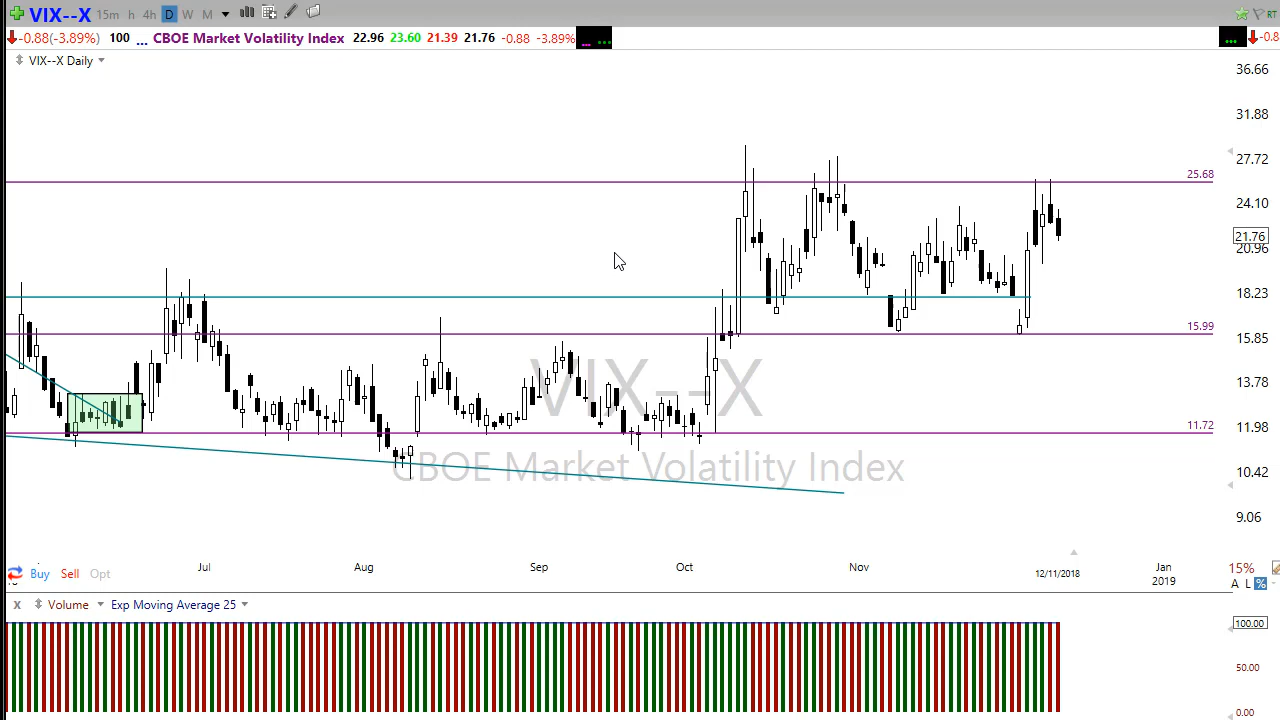 VIX--X 15m h 4h D W M RT
-0.88(-3.89%) 100 ... CBOE Market Volatility Index 22.96 23.60 21.39 21.76 -0.88 -3.89% ... ... ... -0.8
VIX--X Daily
36.66
31.88
27.72
25.68
24.10
21.76
20.96
18.23
15.99
15.85
VIX--X
13.78
11.72
11.98
CBOE Market Volatility Index
10.42
9.06
Jul Aug Sep Oct Nov 12/11/2018 Jan 15%
2019
Buy Sell Opt
A L %
X Volume Exp Moving Average 25
100.00
50.00
0.00